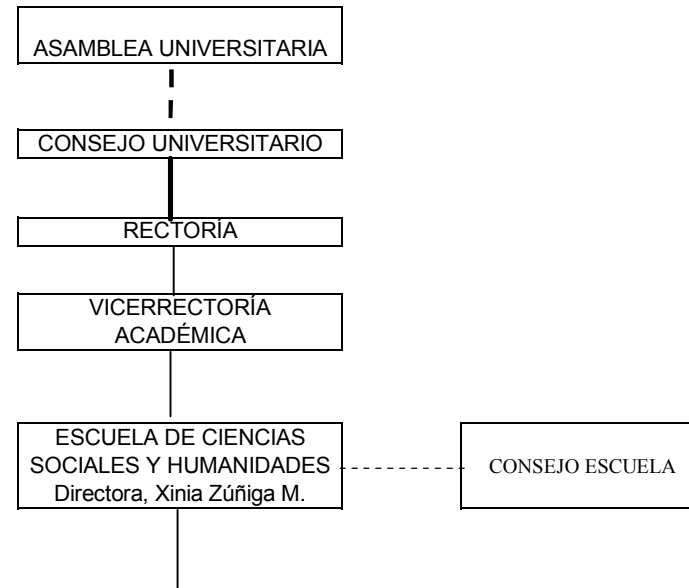 ASAMBLEA UNIVERSITARIA
CONSEJO UNIVERSITARIO
RECTORÍA
VICERRECTORÍA
ACADÉMICA
ESCUELA DE CIENCIAS
SOCIALES Y HUMANIDADES
Directora, Xinia Zúñiga M.
CONSEJO ESCUELA